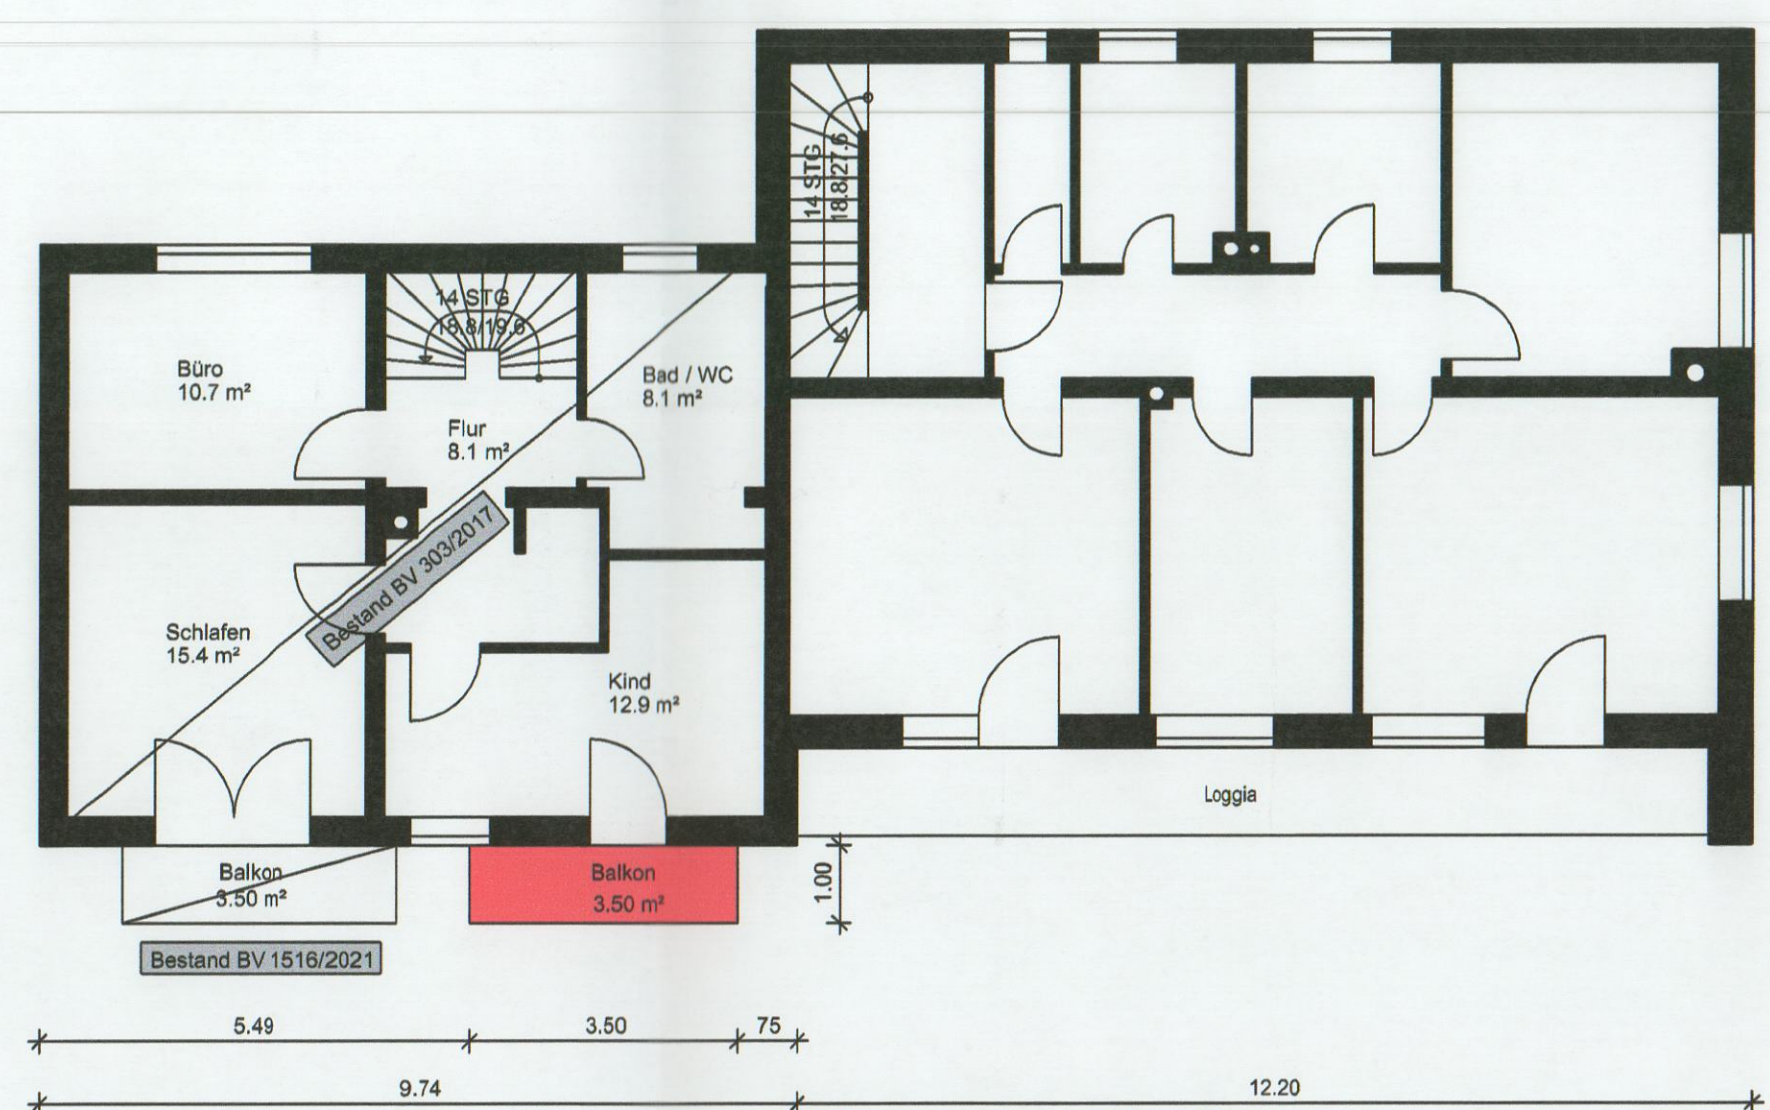 14 STG
18.8/27.6
14 STG
18.8/19.6
Büro
10.7 m²
Bad / WC
8.1 m²
Flur
8.1 m²
Bestand BV 303/2017
Schlafen
15.4 m²
Kind
12.9 m²
Loggia
Balkon
3.50 m²
Balkon
3.50 m²
1.00
Bestand BV 1516/2021
5.49
3.50
75
9.74
12.20